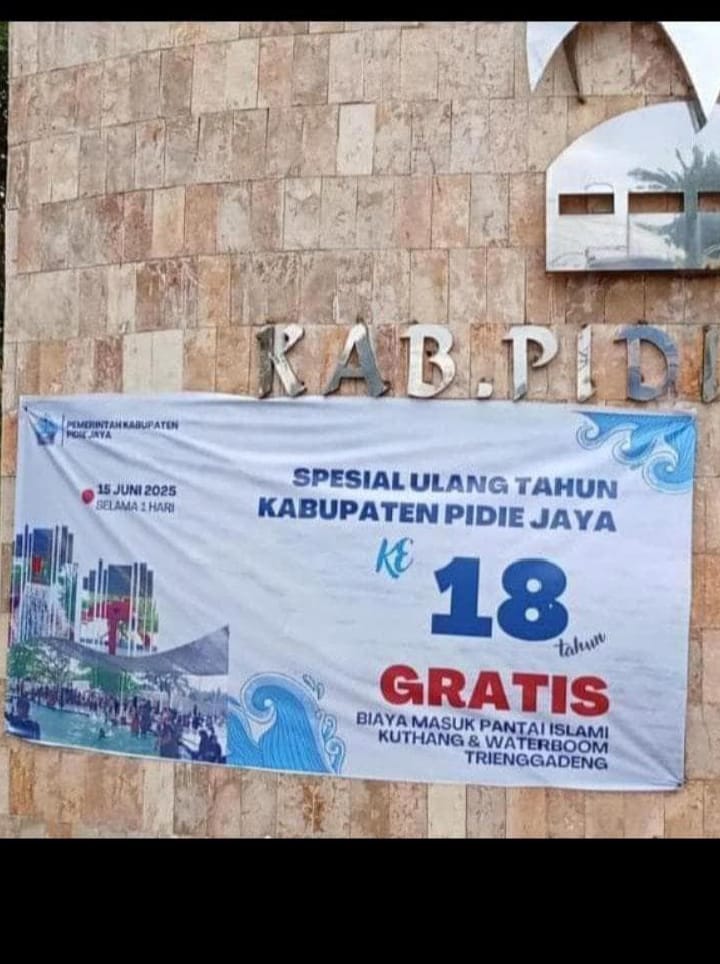 KAB.PIDI
PEMERINTAH KABUPATEN
PIDIE JAYA
15 JUNI 2025
SELAMA 1 HARI
SPESIAL ULANG TAHUN
KABUPATEN PIDIE JAYA
KE
18
tahun
GRATIS
BIAYA MASUK PANTAI ISLAMI
KUTHANG & WATERBOOM
TRIENGGADENG